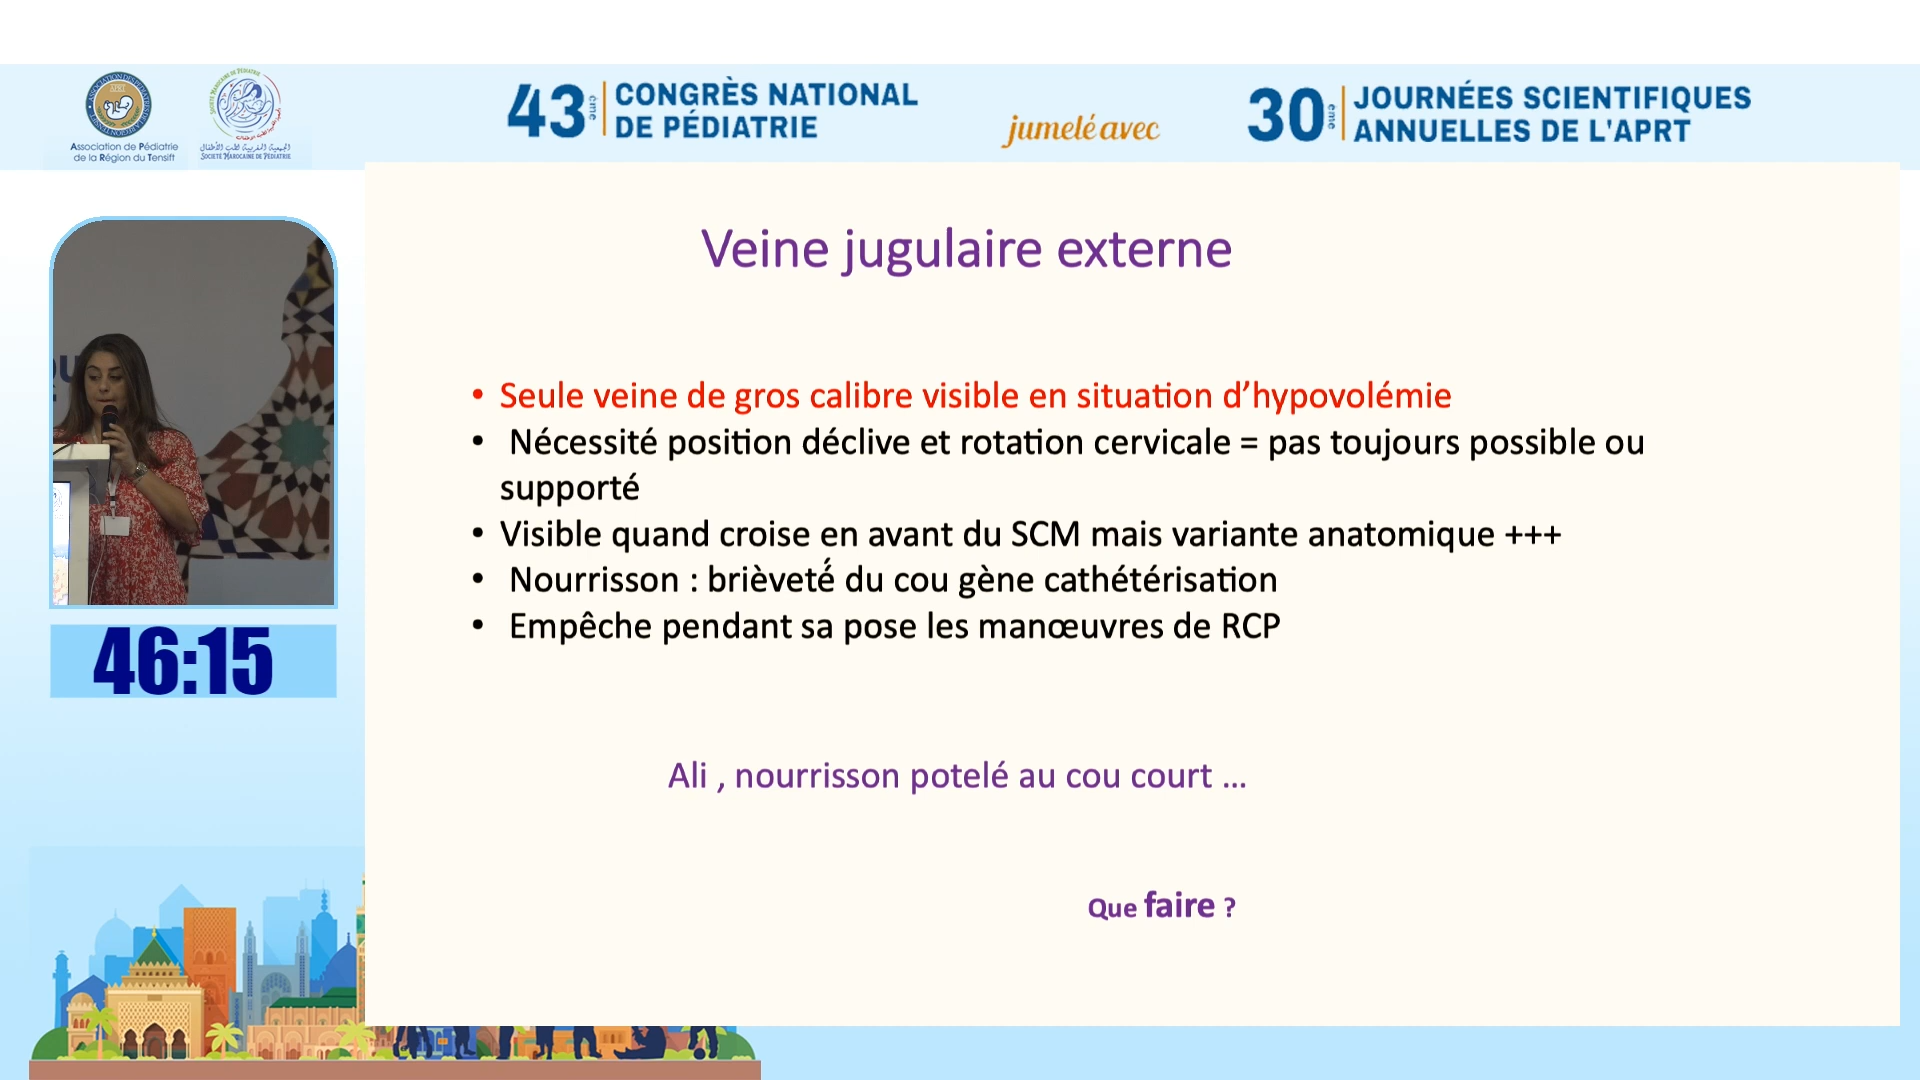 Association de Pédiatrie
de la Région du Tensift
SOCIÉTÉ MAROCAINE DE PÉDIATRIE
43ème CONGRÈS NATIONAL
DE PÉDIATRIE
jumelé avec
30ème JOURNÉES SCIENTIFIQUES
ANNUELLES DE L'APRT
Veine jugulaire externe
• Seule veine de gros calibre visible en situation d’hypovolémie
• Nécessité position déclive et rotation cervicale = pas toujours possible ou
supporté
• Visible quand croise en avant du SCM mais variante anatomique +++
• Nourrisson : brièveté́ du cou gène cathétérisation
• Empêche pendant sa pose les manœuvres de RCP
46:15
Ali , nourrisson potelé au cou court ...
Que faire ?